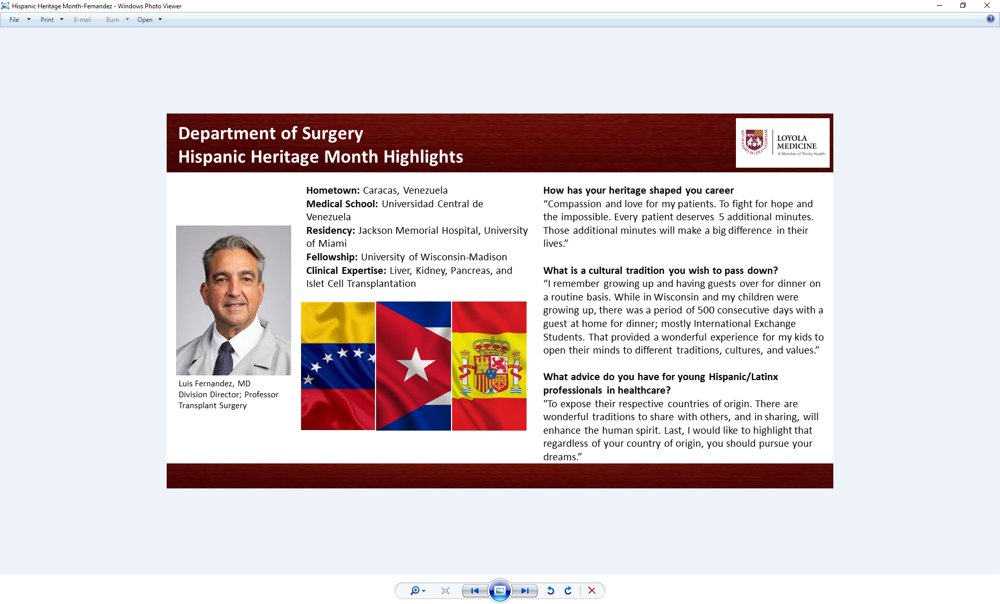 Hispanic Heritage Month-Fernandez - Windows Photo Viewer
File Print E-mail Burn Open
Department of Surgery
Hispanic Heritage Month Highlights
1870
AD·MAJOREM·DEI·GLORIAM
LOYOLA
MEDICINE
A Member of Trinity Health
Luis Fernandez, MD
Division Director; Professor
Transplant Surgery
Hometown: Caracas, Venezuela
Medical School: Universidad Central de
Venezuela
Residency: Jackson Memorial Hospital, University
of Miami
Fellowship: University of Wisconsin-Madison
Clinical Expertise: Liver, Kidney, Pancreas, and
Islet Cell Transplantation
How has your heritage shaped you career
“Compassion and love for my patients. To fight for hope and
the impossible. Every patient deserves 5 additional minutes.
Those additional minutes will make a big difference in their
lives.”
What is a cultural tradition you wish to pass down?
“I remember growing up and having guests over for dinner on
a routine basis. While in Wisconsin and my children were
growing up, there was a period of 500 consecutive days with a
guest at home for dinner; mostly International Exchange
Students. That provided a wonderful experience for my kids to
open their minds to different traditions, cultures, and values.”
What advice do you have for young Hispanic/Latinx
professionals in healthcare?
"To expose their respective countries of origin. There are
wonderful traditions to share with others, and in sharing, will
enhance the human spirit. Last, I would like to highlight that
regardless of your country of origin, you should pursue your
dreams.”